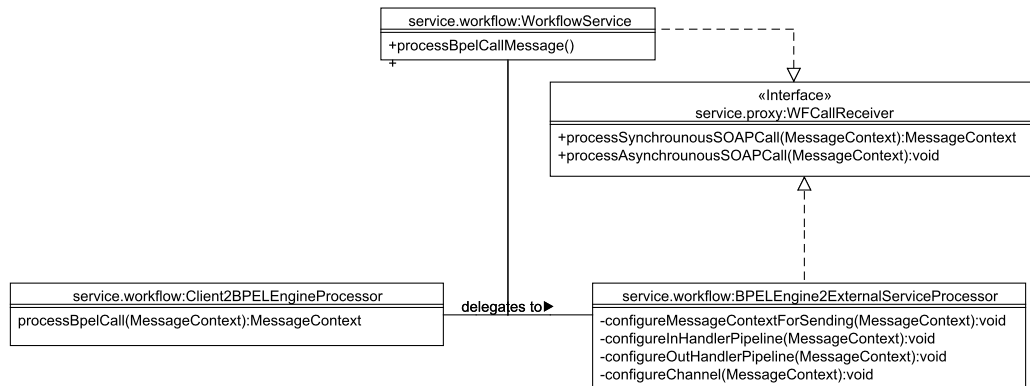 service.workflow:WorkflowService
+processBpelCallMessage()
+
«Interface»
service.proxy:WFCallReceiver
+processSynchrounousSOAPCall(MessageContext):MessageContext
+processAsynchrounousSOAPCall(MessageContext):void
service.workflow:Client2BPELEngineProcessor
processBpelCall(MessageContext):MessageContext
delegates to
service.workflow:BPELEngine2ExternalServiceProcessor
-configureMessageContextForSending(MessageContext):void
-configureInHandlerPipeline(MessageContext):void
-configureOutHandlerPipeline(MessageContext):void
-configureChannel(MessageContext):void